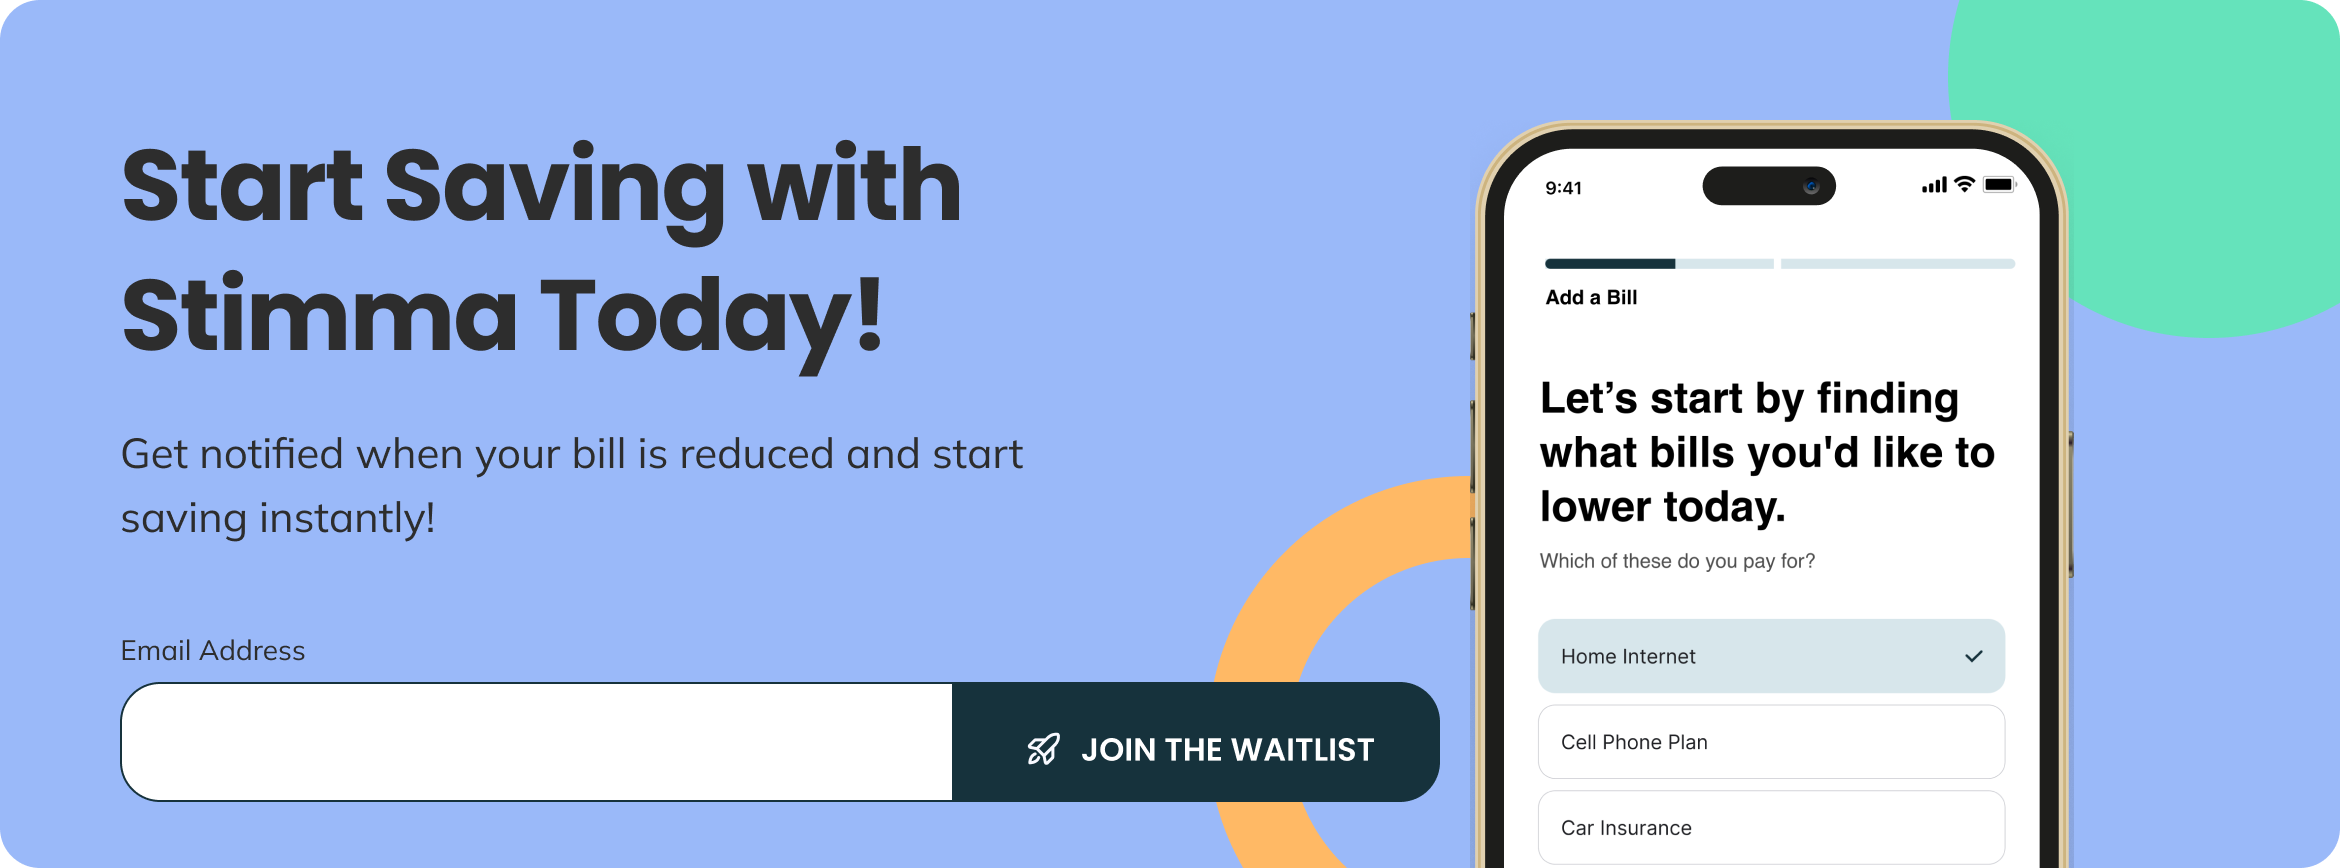 Start Saving with
Stimma Today!
Get notified when your bill is reduced and start
saving instantly!
Email Address
JOIN THE WAITLIST
9:41
Add a Bill
Let’s start by finding
what bills you'd like to
lower today.
Which of these do you pay for?
Home Internet
Cell Phone Plan
Car Insurance